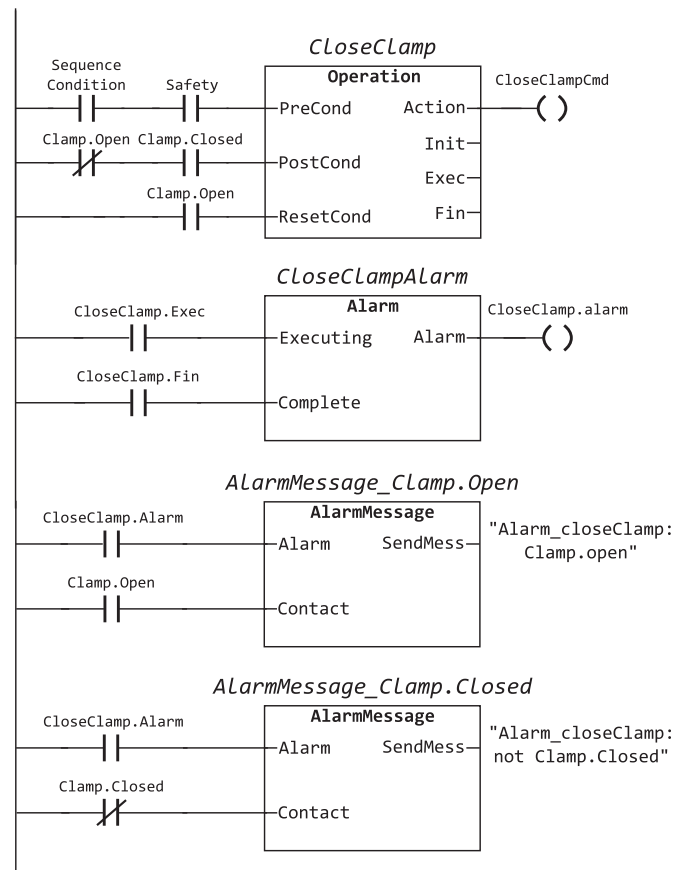 CloseClamp
Sequence
Condition
Safety
Operation
CloseClampCmd
PreCond
Action
Clamp.Open
Clamp.Closed
Init
PostCond
Exec
Clamp.Open
ResetCond
Fin
CloseClampAlarm
CloseClamp.Exec
Alarm
CloseClamp.alarm
Executing
Alarm
CloseClamp.Fin
Complete
AlarmMessage_Clamp.Open
CloseClamp.Alarm
AlarmMessage
Alarm
SendMess
"Alarm_closeClamp:
Clamp.open"
Clamp.Open
Contact
AlarmMessage_Clamp.Closed
CloseClamp.Alarm
AlarmMessage
Alarm
SendMess
"Alarm_closeClamp:
not Clamp.Closed"
Clamp.Closed
Contact